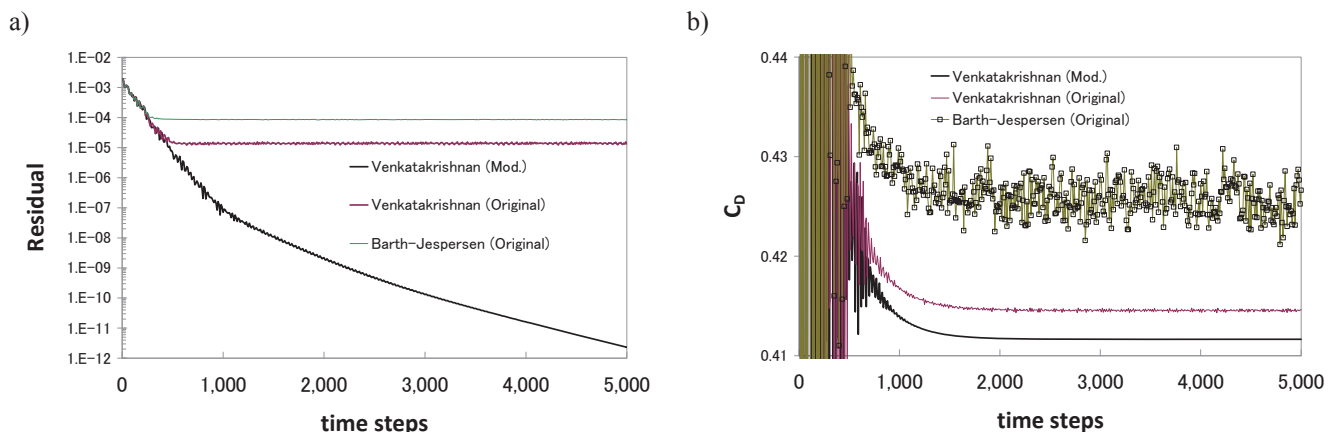 a)
1.E-02
1.E-03
1.E-04
1.E-05
1.E-06
1.E-07
1.E-08
1.E-09
1.E-10
1.E-11
1.E-12
Residual
Venkatakrishnan (Mod.)
Venkatakrishnan (Original)
Barth-Jespersen (Original)
0 1,000 2,000 3,000 4,000 5,000
time steps
b)
0.44
0.43
0.42
0.41
CD
Venkatakrishnan (Mod.)
Venkatakrishnan (Original)
Barth-Jespersen (Original)
0 1,000 2,000 3,000 4,000 5,000
time steps